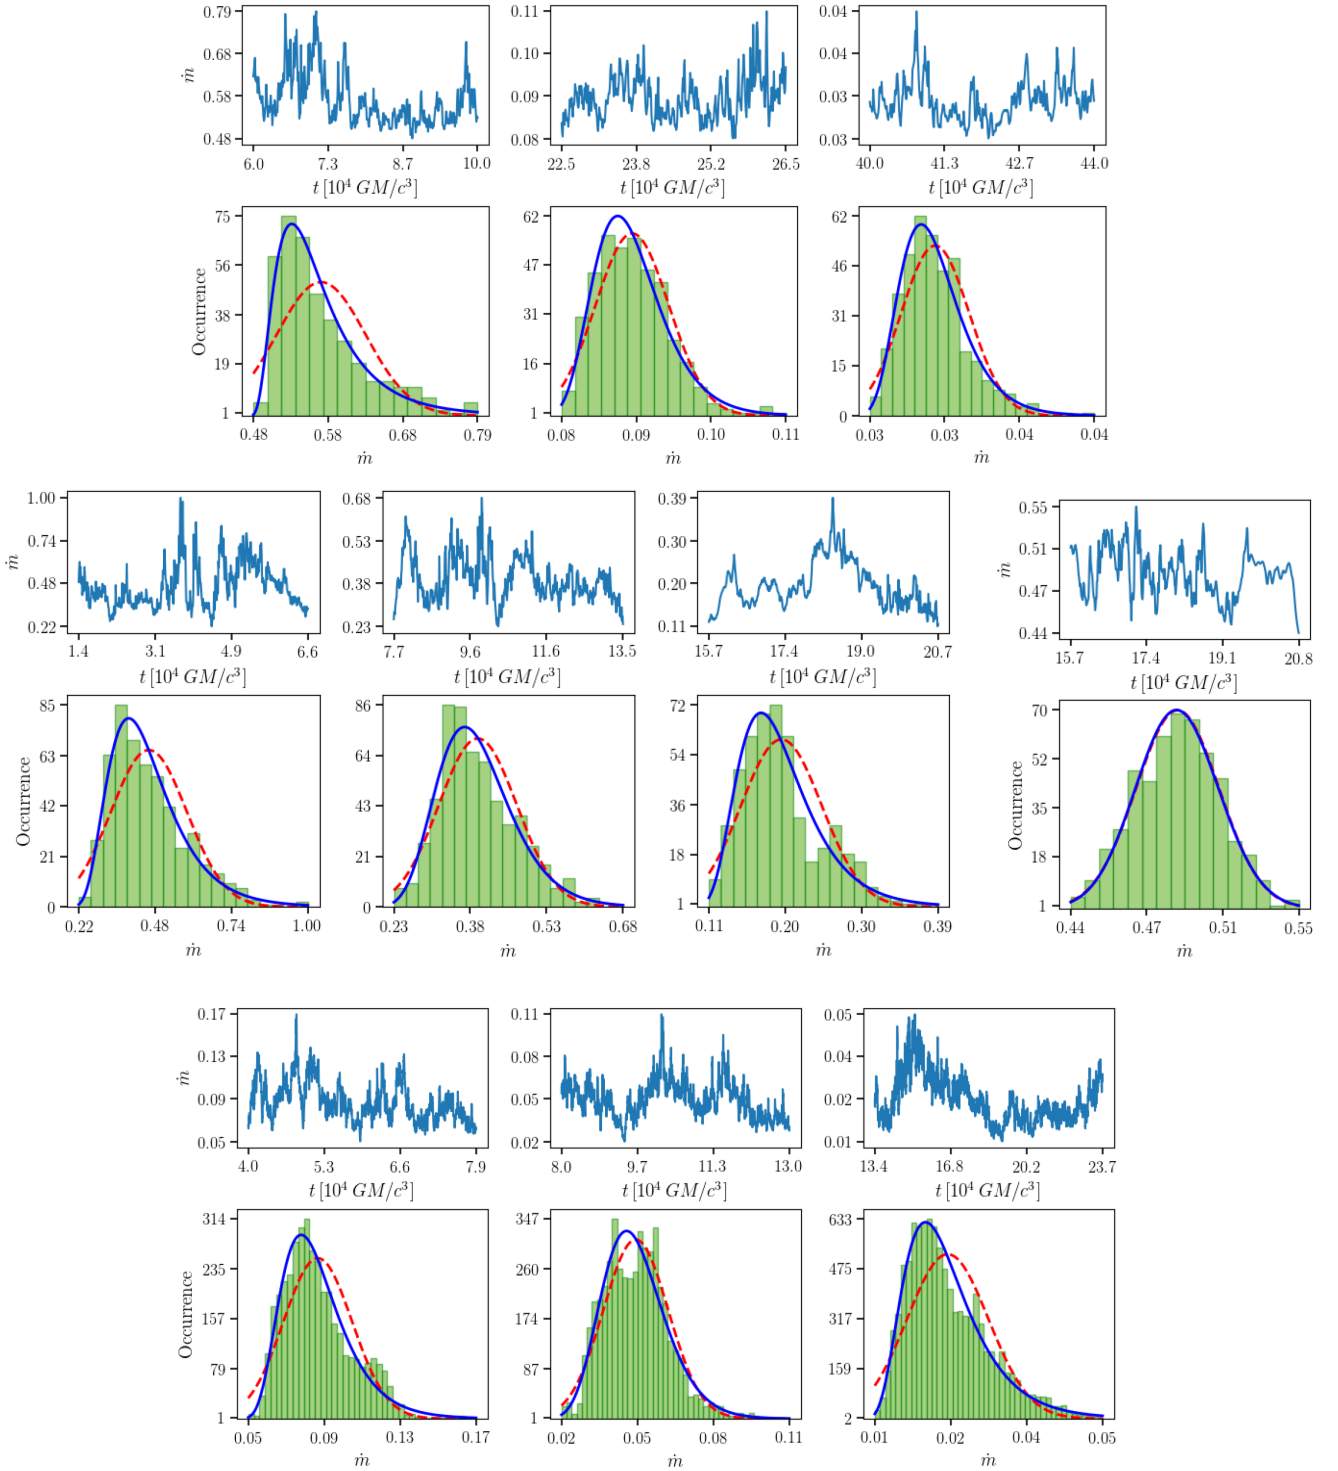 0.79 0.68 0.58 0.48
ṁ
6.0 7.3 8.7 10.0
t [10⁴ GM/c³]
0.11 0.10 0.09 0.08
22.5 23.8 25.2 26.5
t [10⁴ GM/c³]
0.04 0.04 0.03 0.03
40.0 41.3 42.7 44.0
t [10⁴ GM/c³]
75 56 38 19 1
Occurrence
0.48 0.58 0.68 0.79
ṁ
62 47 31 16 1
0.08 0.09 0.10 0.11
ṁ
62 46 31 15 0
0.03 0.03 0.04 0.04
ṁ
1.00 0.74 0.48 0.22
ṁ
1.4 3.1 4.9 6.6
t [10⁴ GM/c³]
0.68 0.53 0.38 0.23
7.7 9.6 11.6 13.5
t [10⁴ GM/c³]
0.39 0.30 0.20 0.11
15.7 17.4 19.0 20.7
t [10⁴ GM/c³]
0.55 0.51 0.47 0.44
ṁ
15.7 17.4 19.1 20.8
t [10⁴ GM/c³]
85 63 42 21 0
Occurrence
0.22 0.48 0.74 1.00
ṁ
86 64 43 21 0
0.23 0.38 0.53 0.68
ṁ
72 54 36 18 1
0.11 0.20 0.30 0.39
ṁ
70 52 35 18 1
Occurrence
0.44 0.47 0.51 0.55
ṁ
0.17 0.13 0.09 0.05
ṁ
4.0 5.3 6.6 7.9
t [10⁴ GM/c³]
0.11 0.08 0.05 0.02
8.0 9.7 11.3 13.0
t [10⁴ GM/c³]
0.05 0.04 0.02 0.01
13.4 16.8 20.2 23.7
t [10⁴ GM/c³]
314 235 157 79 1
Occurrence
0.05 0.09 0.13 0.17
ṁ
347 260 174 87 1
0.02 0.05 0.08 0.11
ṁ
633 475 317 159 2
0.01 0.02 0.04 0.05
ṁ